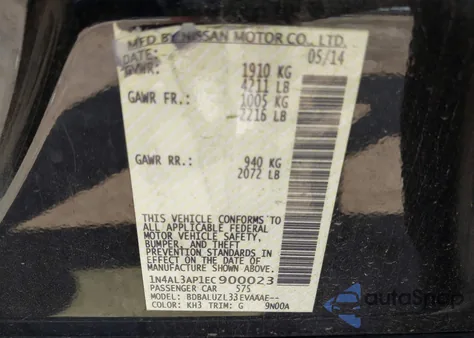 MFD BY NISSAN MOTOR CO., LTD.
DATE: 05/14
GVWR: 1910 KG
4211 LB
GAWR FR.: 1005 KG
2216 LB
GAWR RR.: 940 KG
2072 LB
THIS VEHICLE CONFORMS TO
ALL APPLICABLE FEDERAL
MOTOR VEHICLE SAFETY,
BUMPER, AND THEFT
PREVENTION STANDARDS
IN EFFECT ON THE DATE
OF MANUFACTURE SHOWN ABOVE.
1N4AL3AP1EC900023
PASSENGER CAR 575
MODEL: BDBALUZL33EVAAAE--
COLOR: KH3 TRIM: G 9N00A
autoSnap